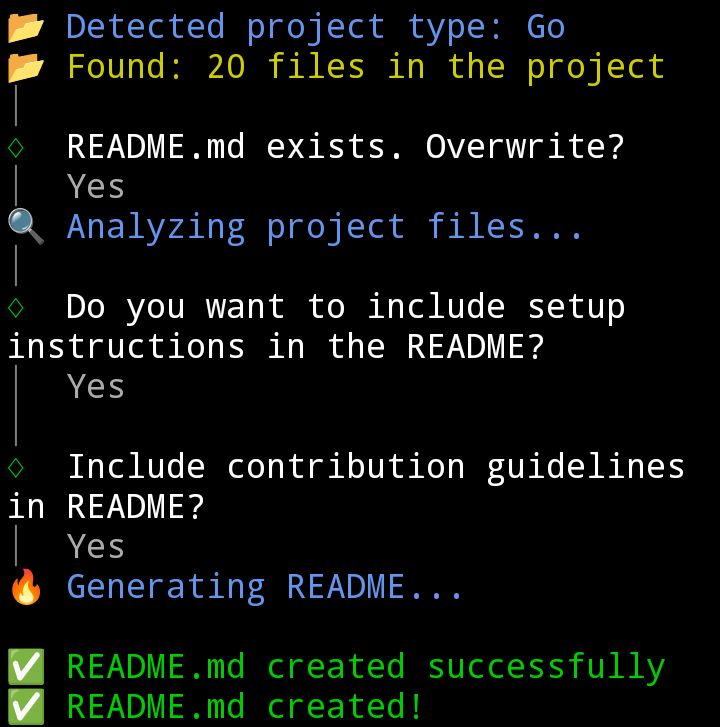 📂 Detected project type: Go
📂 Found: 20 files in the project
│
◇  README.md exists. Overwrite?
│  Yes
🔍 Analyzing project files...
│
◇  Do you want to include setup
instructions in the README?
│  Yes
│
◇  Include contribution guidelines
in README?
│  Yes
🔥 Generating README...

✅ README.md created successfully
✅ README.md created!